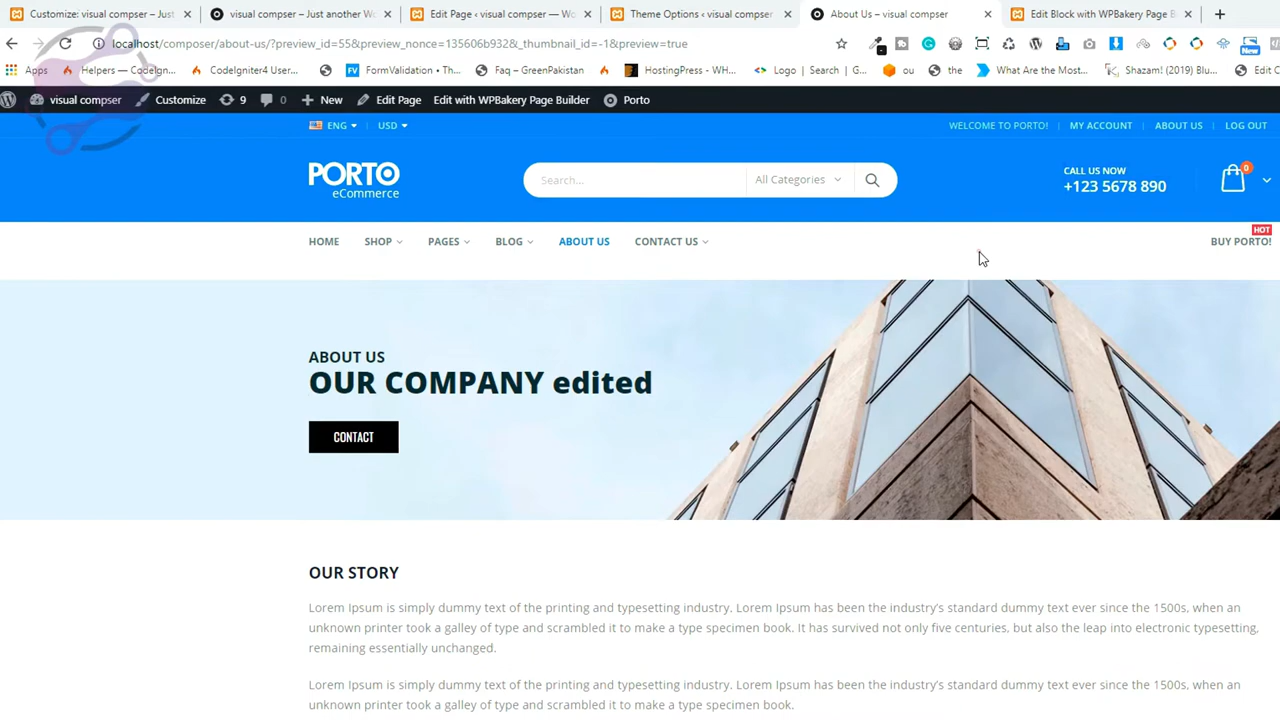 Customize: visual compser – Just
visual compser – Just another W
Edit Page ‹ visual compser — Wo
Theme Options ‹ visual compser
About Us – visual compser
Edit Block with WPBakery Page B
localhost/composer/about-us/?preview_id=55&preview_nonce=135606b932&_thumbnail_id=-1&preview=true
New
Apps
Helpers — CodeIgn...
CodeIgniter4 User...
FV FormValidation • Th...
Faq – GreenPakistan
HostingPress - WH...
Logo | Search | G...
ou
the
What Are the Most...
Shazam! (2019) Blu...
Edit C
visual compser
Customize
9
0
New
Edit Page
Edit with WPBakery Page Builder
Porto
ENG
USD
WELCOME TO PORTO!
MY ACCOUNT
ABOUT US
LOG OUT
PORTO
eCommerce
Search...
All Categories
CALL US NOW
+123 5678 890
0
HOME
SHOP
PAGES
BLOG
ABOUT US
CONTACT US
HOT
BUY PORTO!
ABOUT US
OUR COMPANY edited
CONTACT
OUR STORY
Lorem Ipsum is simply dummy text of the printing and typesetting industry. Lorem Ipsum has been the industry's standard dummy text ever since the 1500s, when an
unknown printer took a galley of type and scrambled it to make a type specimen book. It has survived not only five centuries, but also the leap into electronic typesetting,
remaining essentially unchanged.
Lorem Ipsum is simply dummy text of the printing and typesetting industry. Lorem Ipsum has been the industry's standard dummy text ever since the 1500s, when an
unknown printer took a galley of type and scrambled it to make a type specimen book.